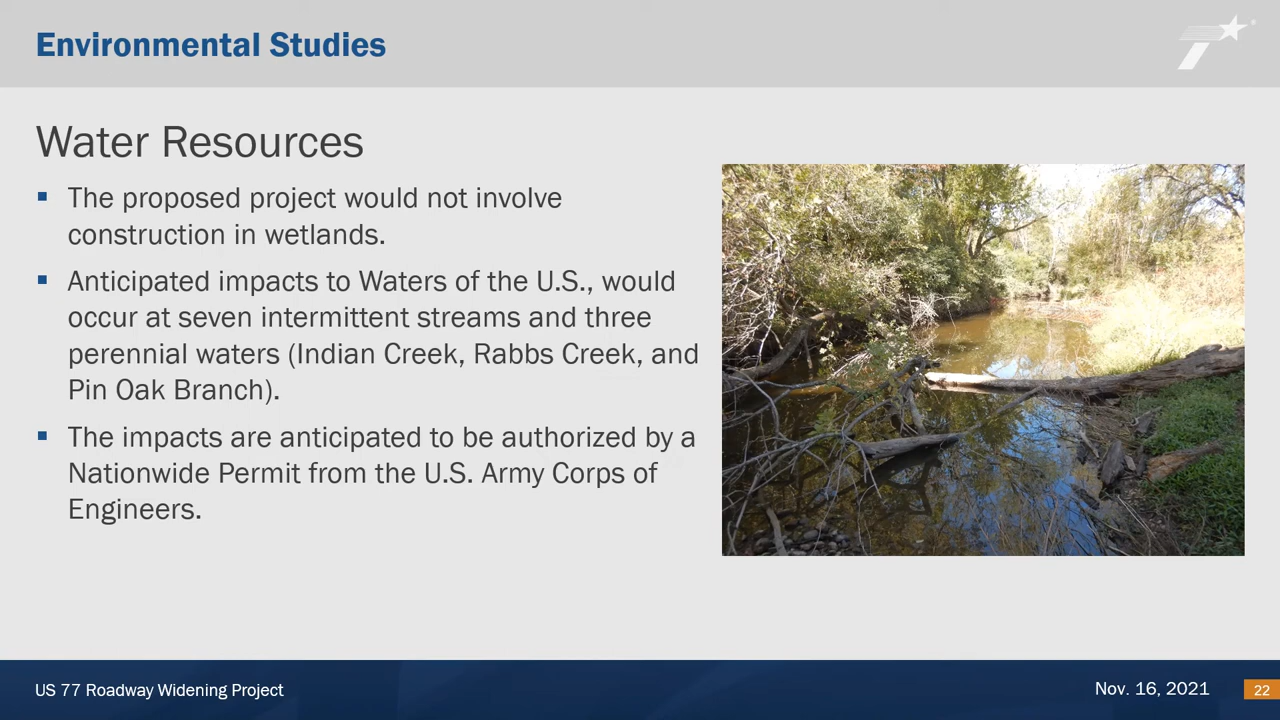 Environmental Studies
Water Resources
▪ The proposed project would not involve
construction in wetlands.
▪ Anticipated impacts to Waters of the U.S., would
occur at seven intermittent streams and three
perennial waters (Indian Creek, Rabbs Creek, and
Pin Oak Branch).
▪ The impacts are anticipated to be authorized by a
Nationwide Permit from the U.S. Army Corps of
Engineers.
US 77 Roadway Widening Project
Nov. 16, 2021
22